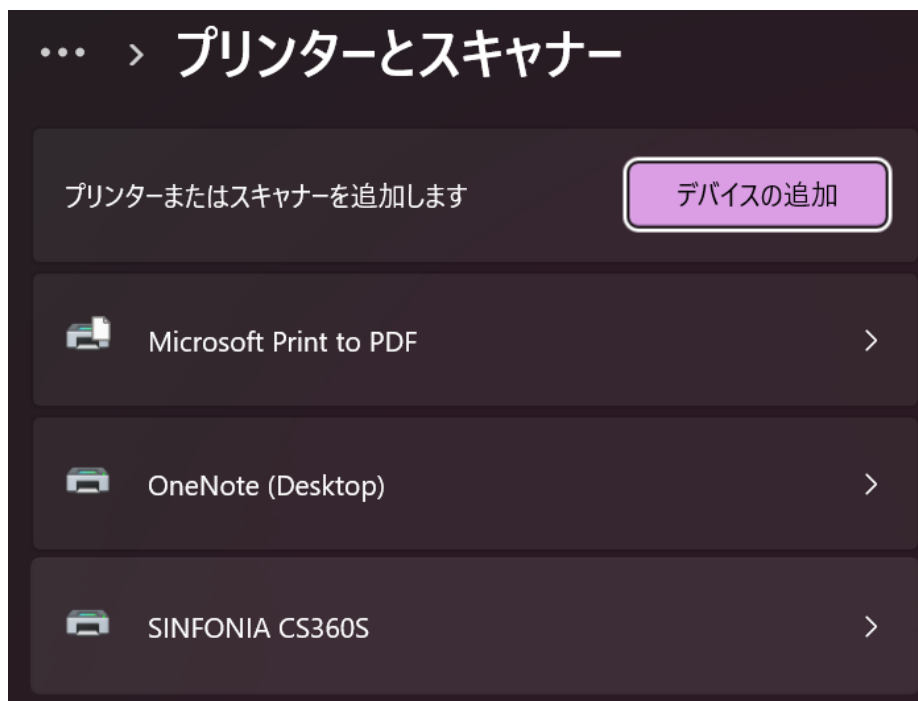 … > プリンターとスキャナー
プリンターまたはスキャナーを追加します
デバイスの追加
Microsoft Print to PDF
OneNote (Desktop)
SINFONIA CS360S